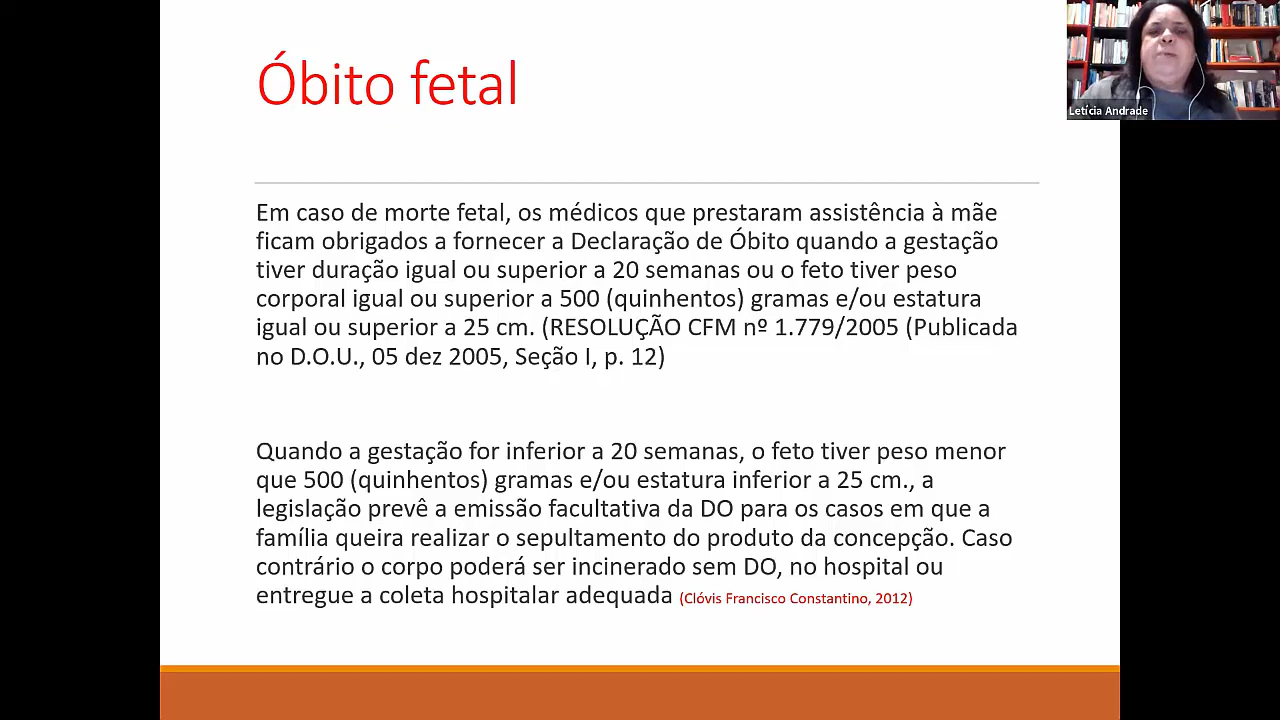 Óbito fetal
Letícia Andrade
Em caso de morte fetal, os médicos que prestaram assistência à mãe
ficam obrigados a fornecer a Declaração de Óbito quando a gestação
tiver duração igual ou superior a 20 semanas ou o feto tiver peso
corporal igual ou superior a 500 (quinhentos) gramas e/ou estatura
igual ou superior a 25 cm. (RESOLUÇÃO CFM nº 1.779/2005 (Publicada
no D.O.U., 05 dez 2005, Seção I, p. 12)
Quando a gestação for inferior a 20 semanas, o feto tiver peso menor
que 500 (quinhentos) gramas e/ou estatura inferior a 25 cm., a
legislação prevê a emissão facultativa da DO para os casos em que a
família queira realizar o sepultamento do produto da concepção. Caso
contrário o corpo poderá ser incinerado sem DO, no hospital ou
entregue a coleta hospitalar adequada (Clóvis Francisco Constantino, 2012)